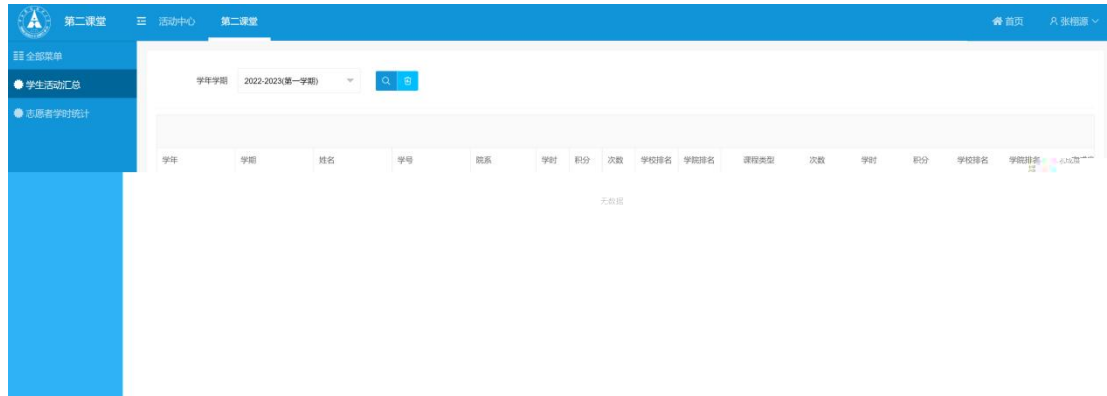 第二课堂 活动中心 第二课堂 首页 张栩源
全部菜单
学生活动汇总
志愿者学时统计
学年学期 2022-2023(第一学期)
学年 学期 姓名 学号 院系 学时 积分 次数 学校排名 学院排名 课程类型 次数 学时 积分 学校排名 学院排名
无数据